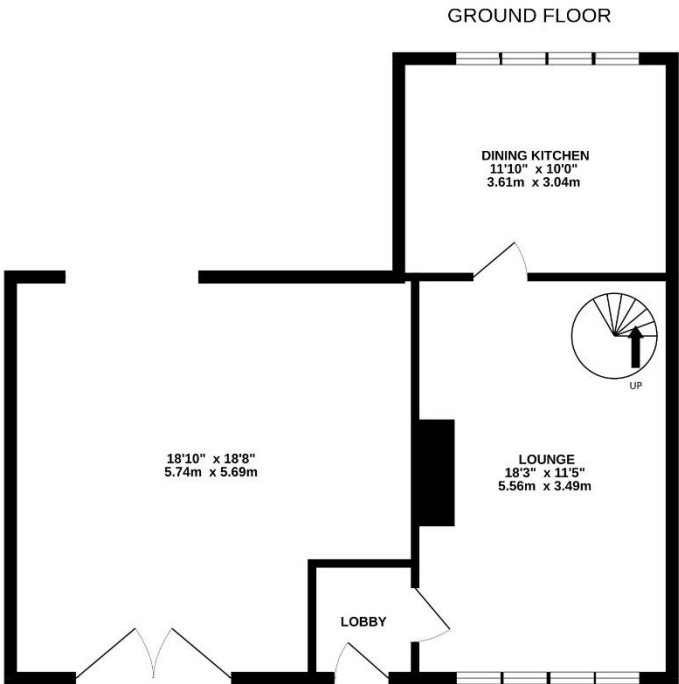 GROUND FLOOR
DINING KITCHEN
11'10" x 10'0"
3.61m x 3.04m
UP
18'10" x 18'8"
5.74m x 5.69m
LOUNGE
18'3" x 11'5"
5.56m x 3.49m
LOBBY